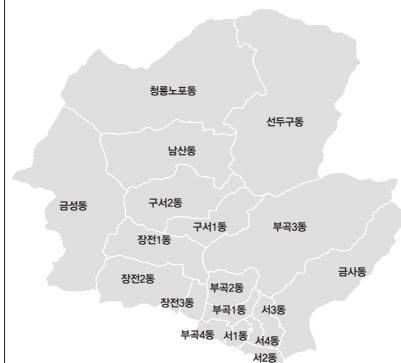 청룡노포동
선두구동
남산동
금성동
구서2동
구서1동
부곡3동
장전1동
금사동
장전2동
부곡2동
장전3동
부곡1동
서3동
부곡4동
서1동
서4동
서2동